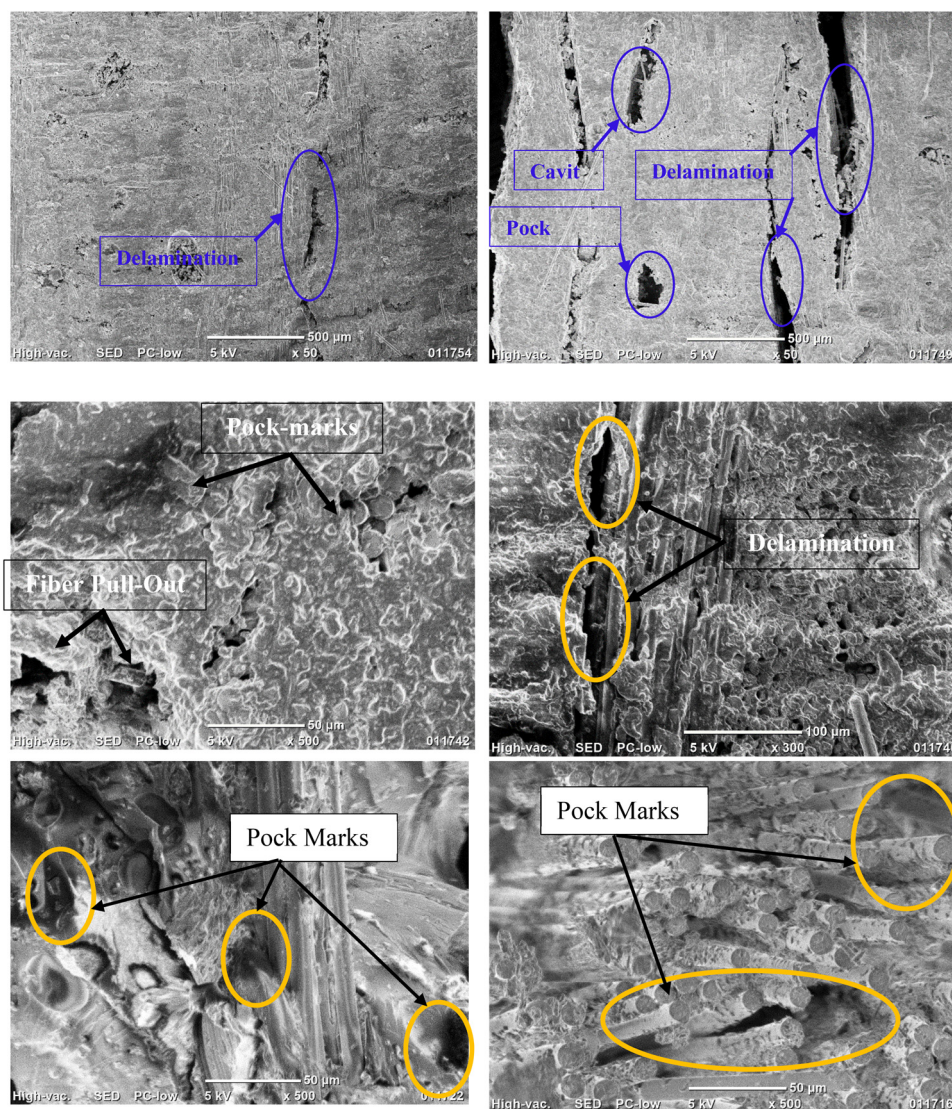 Delamination
500 µm
High-vac. SED PC-low 5 kV x 50 011754
Cavit
Delamination
Pock
500 µm
High-vac. SED PC-low 5 kV x 50 011749
Pock-marks
Fiber Pull-Out
50 µm
High-vac. SED PC-low 5 kV x 500 011742
Delamination
100 µm
High-vac. SED PC-low 5 kV x 300 01174
Pock Marks
50 µm
High-vac. SED PC-low 5 kV x 500
Pock Marks
50 µm
High-vac. SED PC-low 5 kV x 500 011716